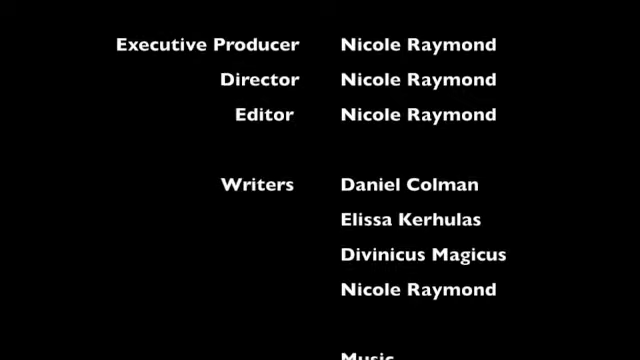 Executive Producer Nicole Raymond
Director Nicole Raymond
Editor Nicole Raymond
Writers Daniel Colman
Elissa Kerhulas
Divinicus Magicus
Nicole Raymond
Music